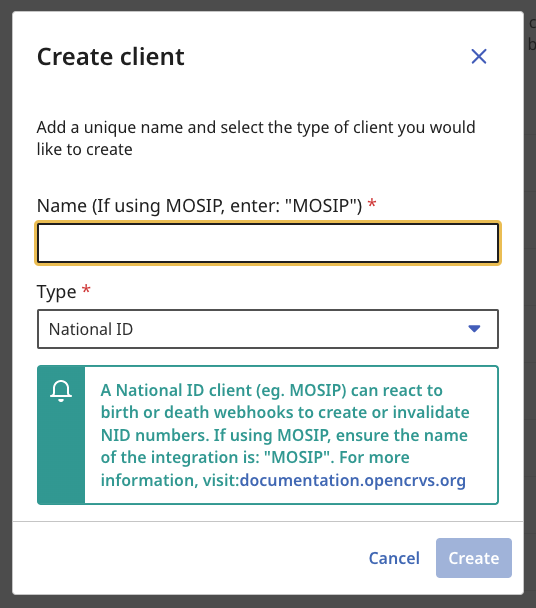 Create client
Add a unique name and select the type of client you would
like to create
Name (If using MOSIP, enter: "MOSIP") *
Type *
National ID
A National ID client (eg. MOSIP) can react to
birth or death webhooks to create or invalidate
NID numbers. If using MOSIP, ensure the name
of the integration is: "MOSIP". For more
information, visit:documentation.opencrvs.org
Cancel
Create